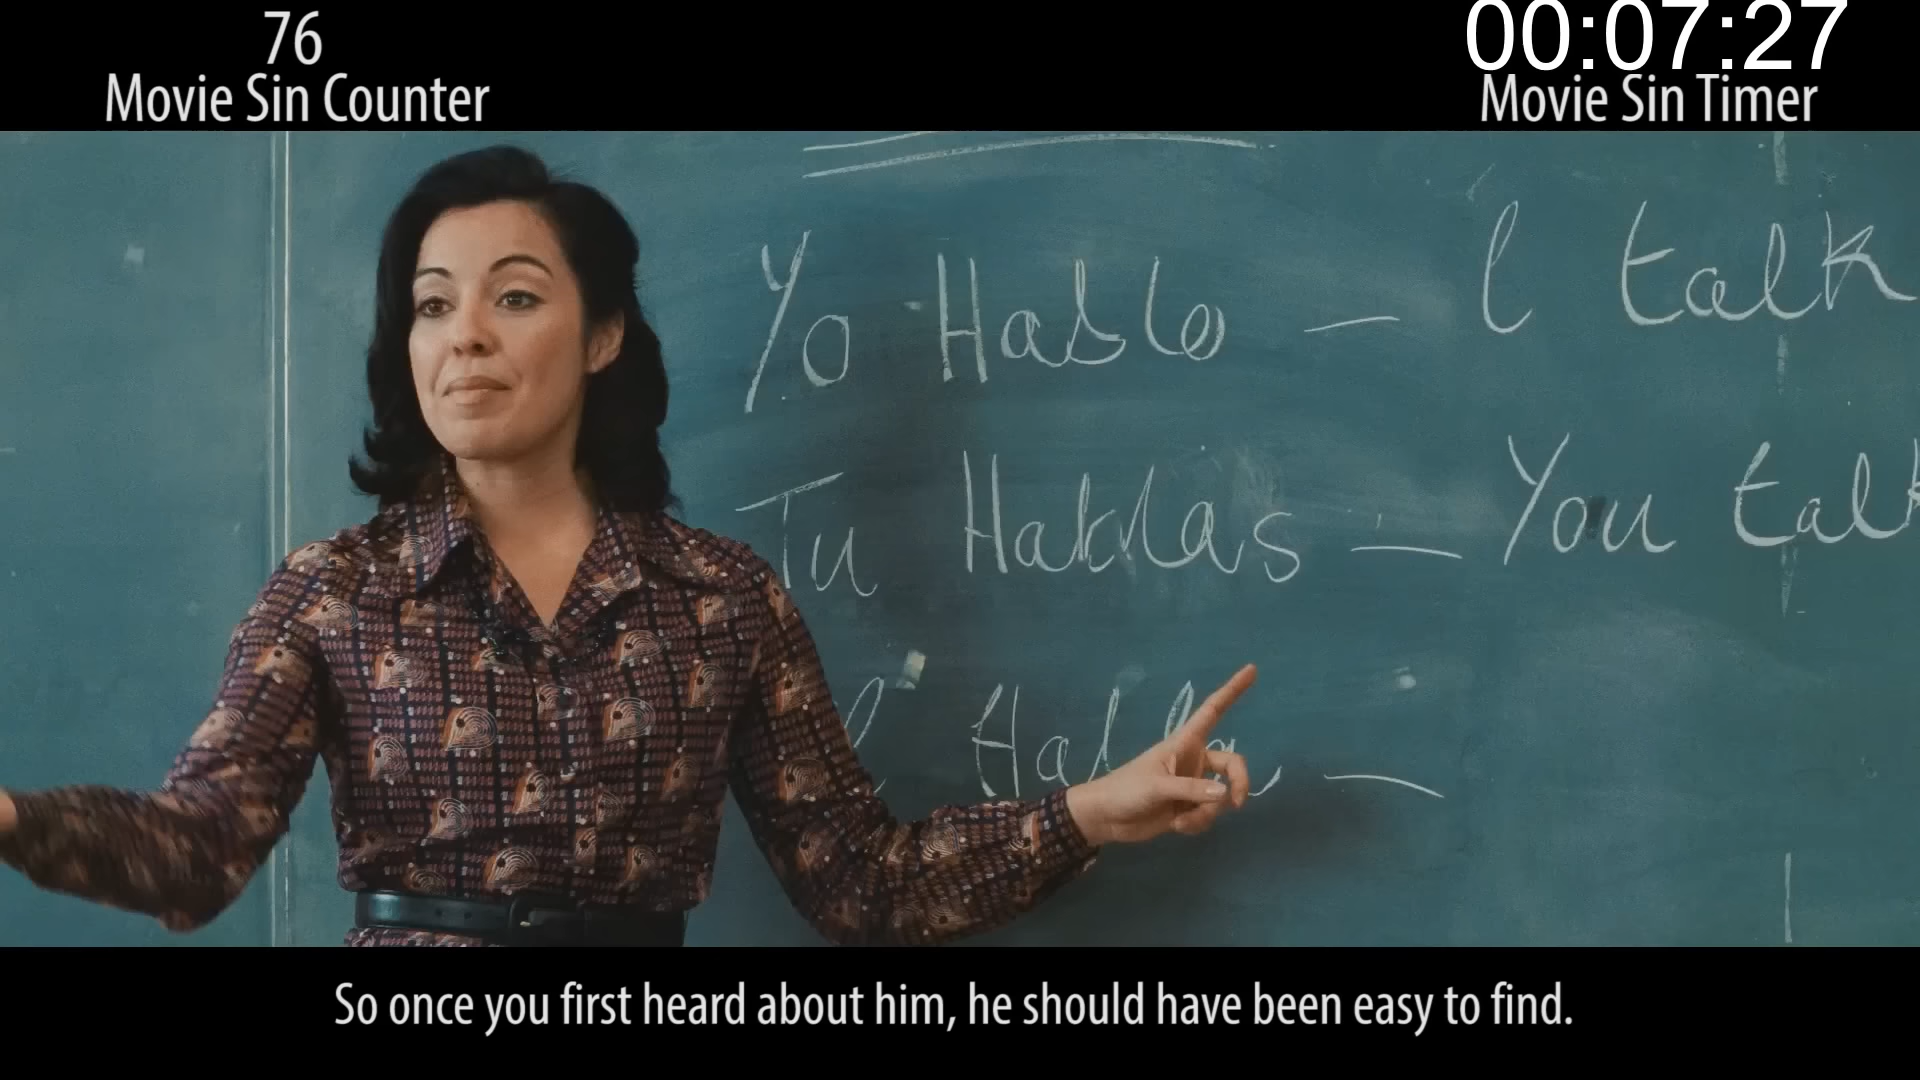 76
Movie Sin Counter
00:07:27
Movie Sin Timer
Yo Hablo — I talk
Tu Hablas — You talk
Habla —
So once you first heard about him, he should have been easy to find.